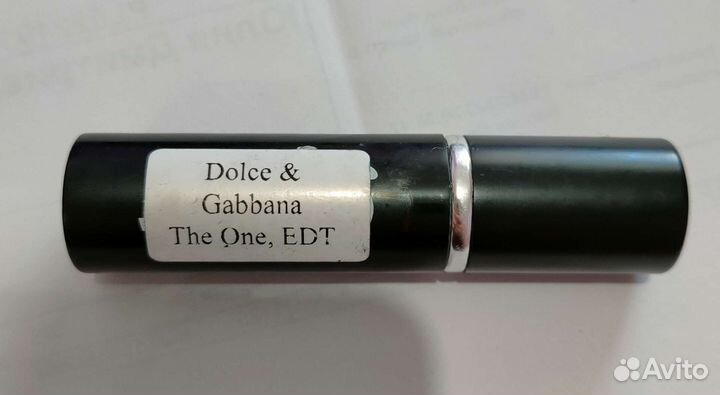 Dolce &
Gabbana
The One, EDT
Avito